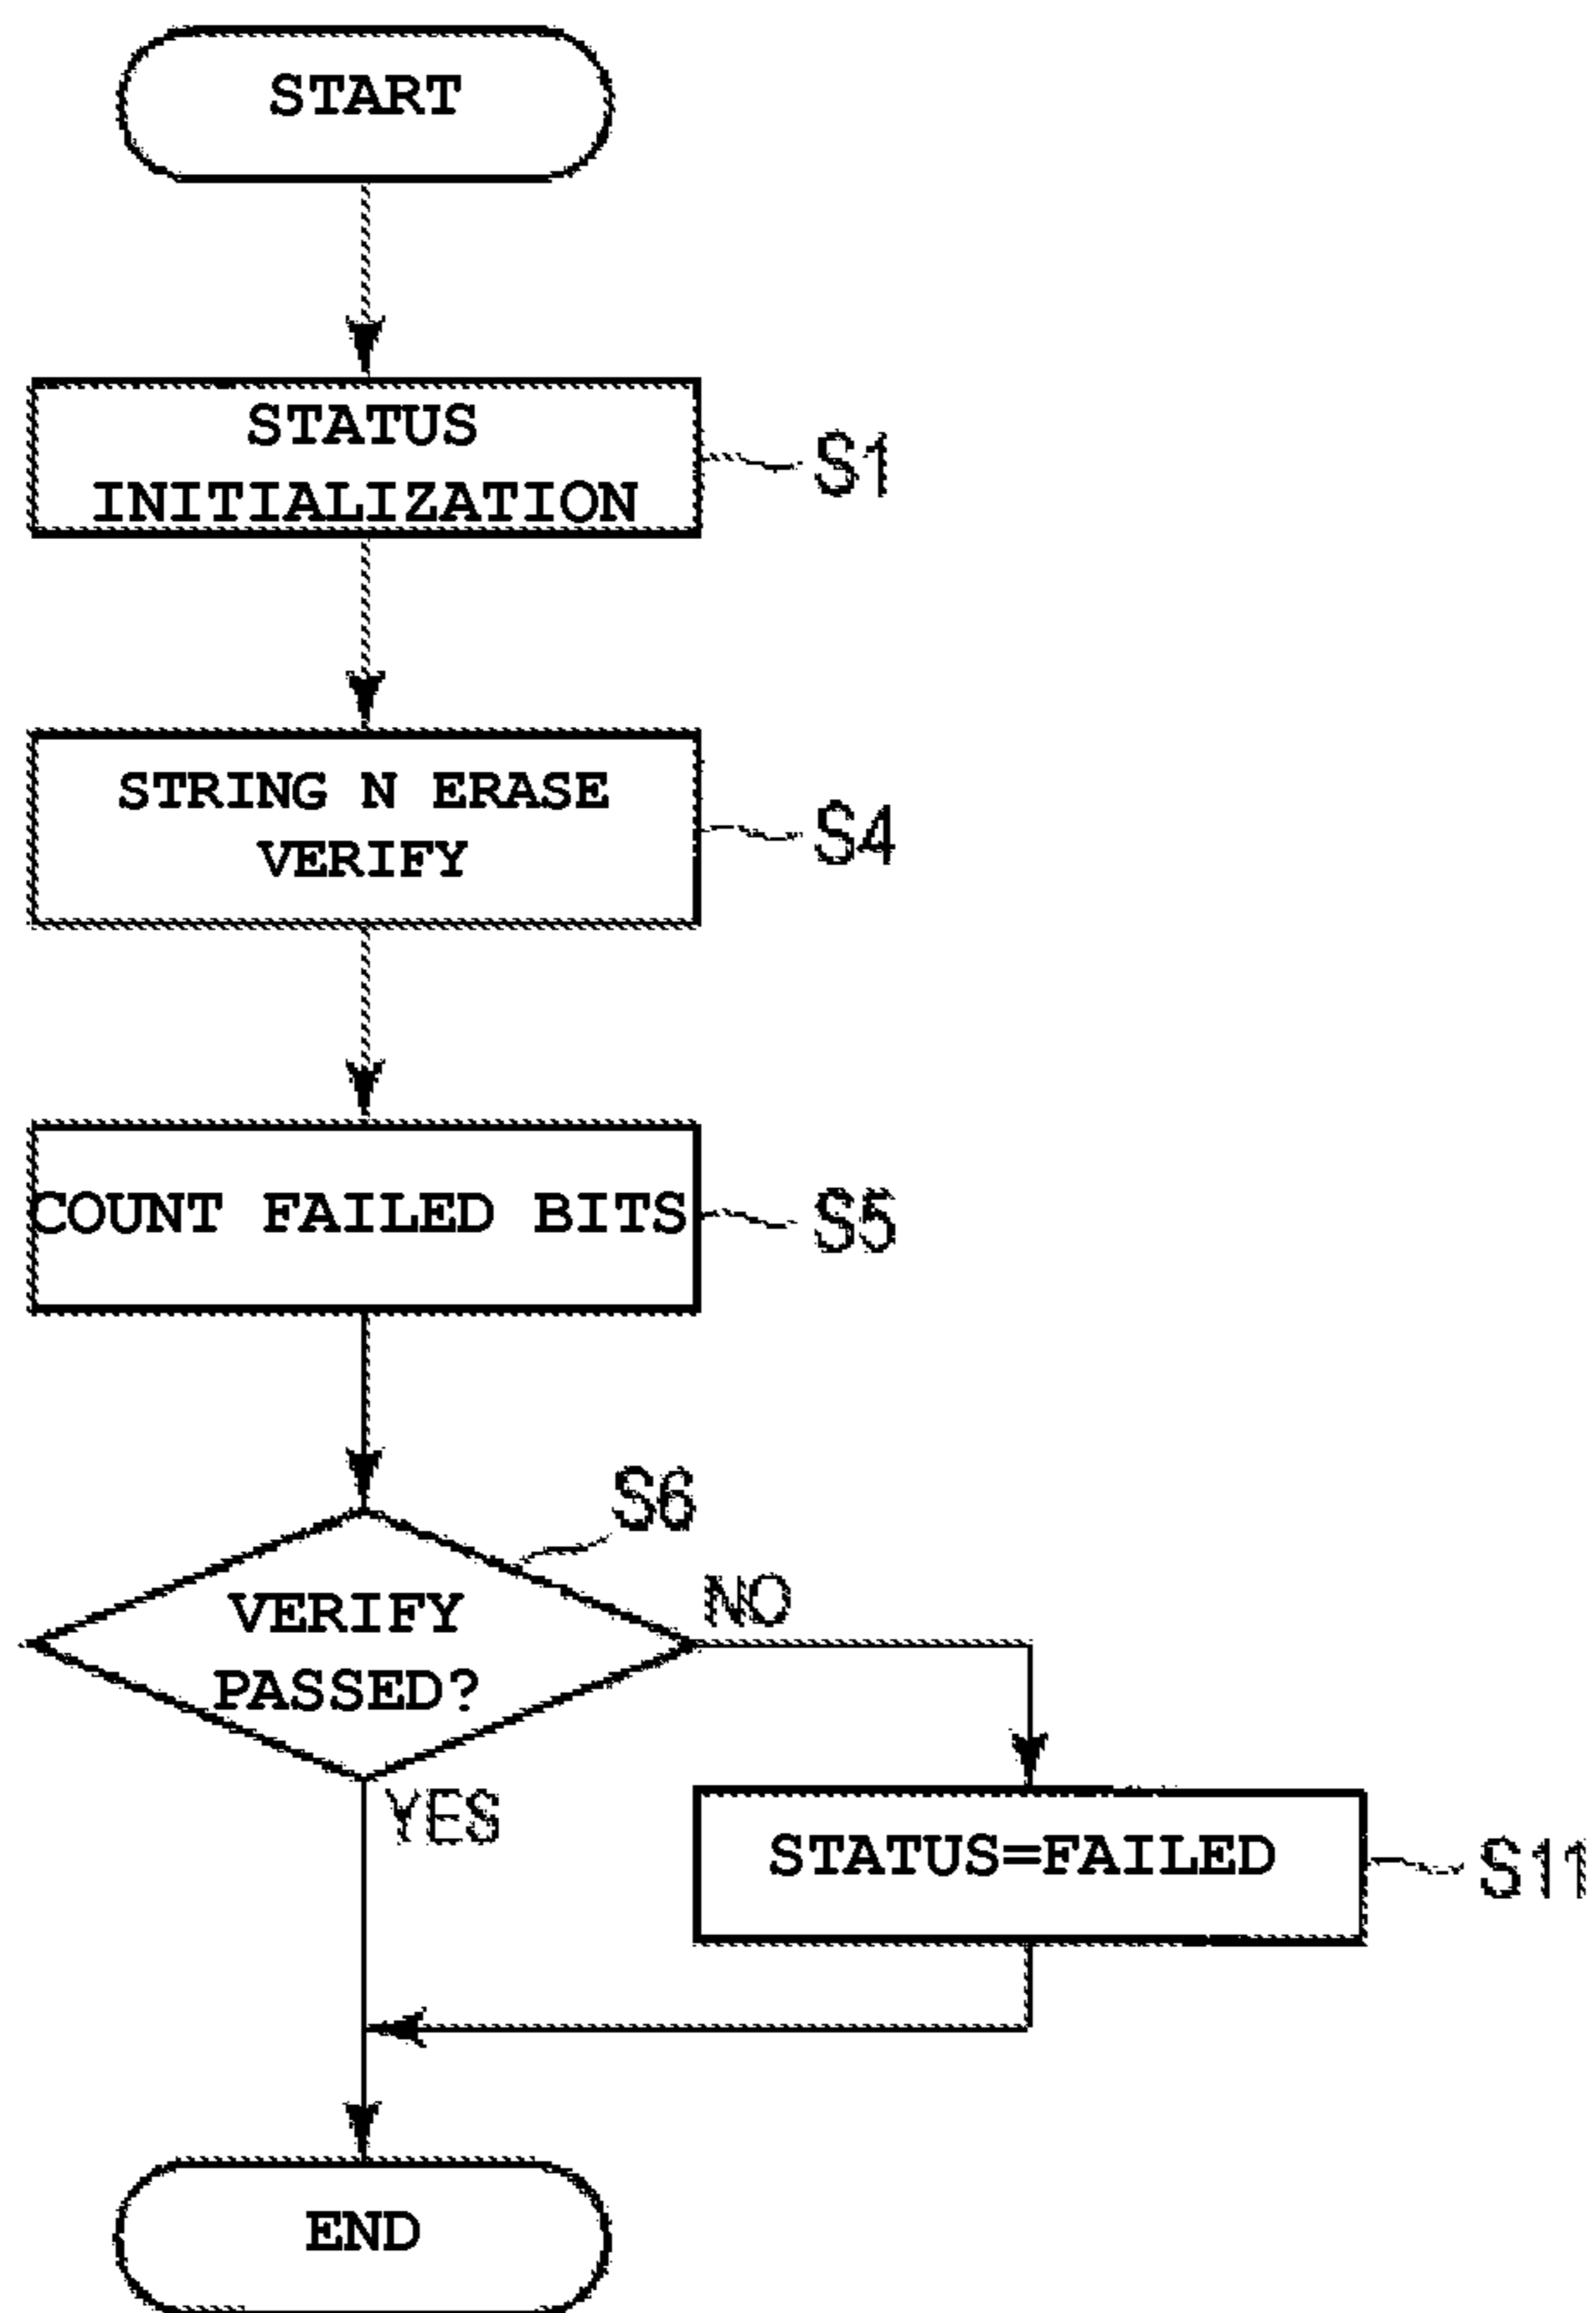 START
STATUS
INITIALIZATION
S1
STRING N ERASE
VERIFY
S4
COUNT FAILED BITS
S5
S6
VERIFY
PASSED?
NO
YES
STATUS=FAILED
S11
END